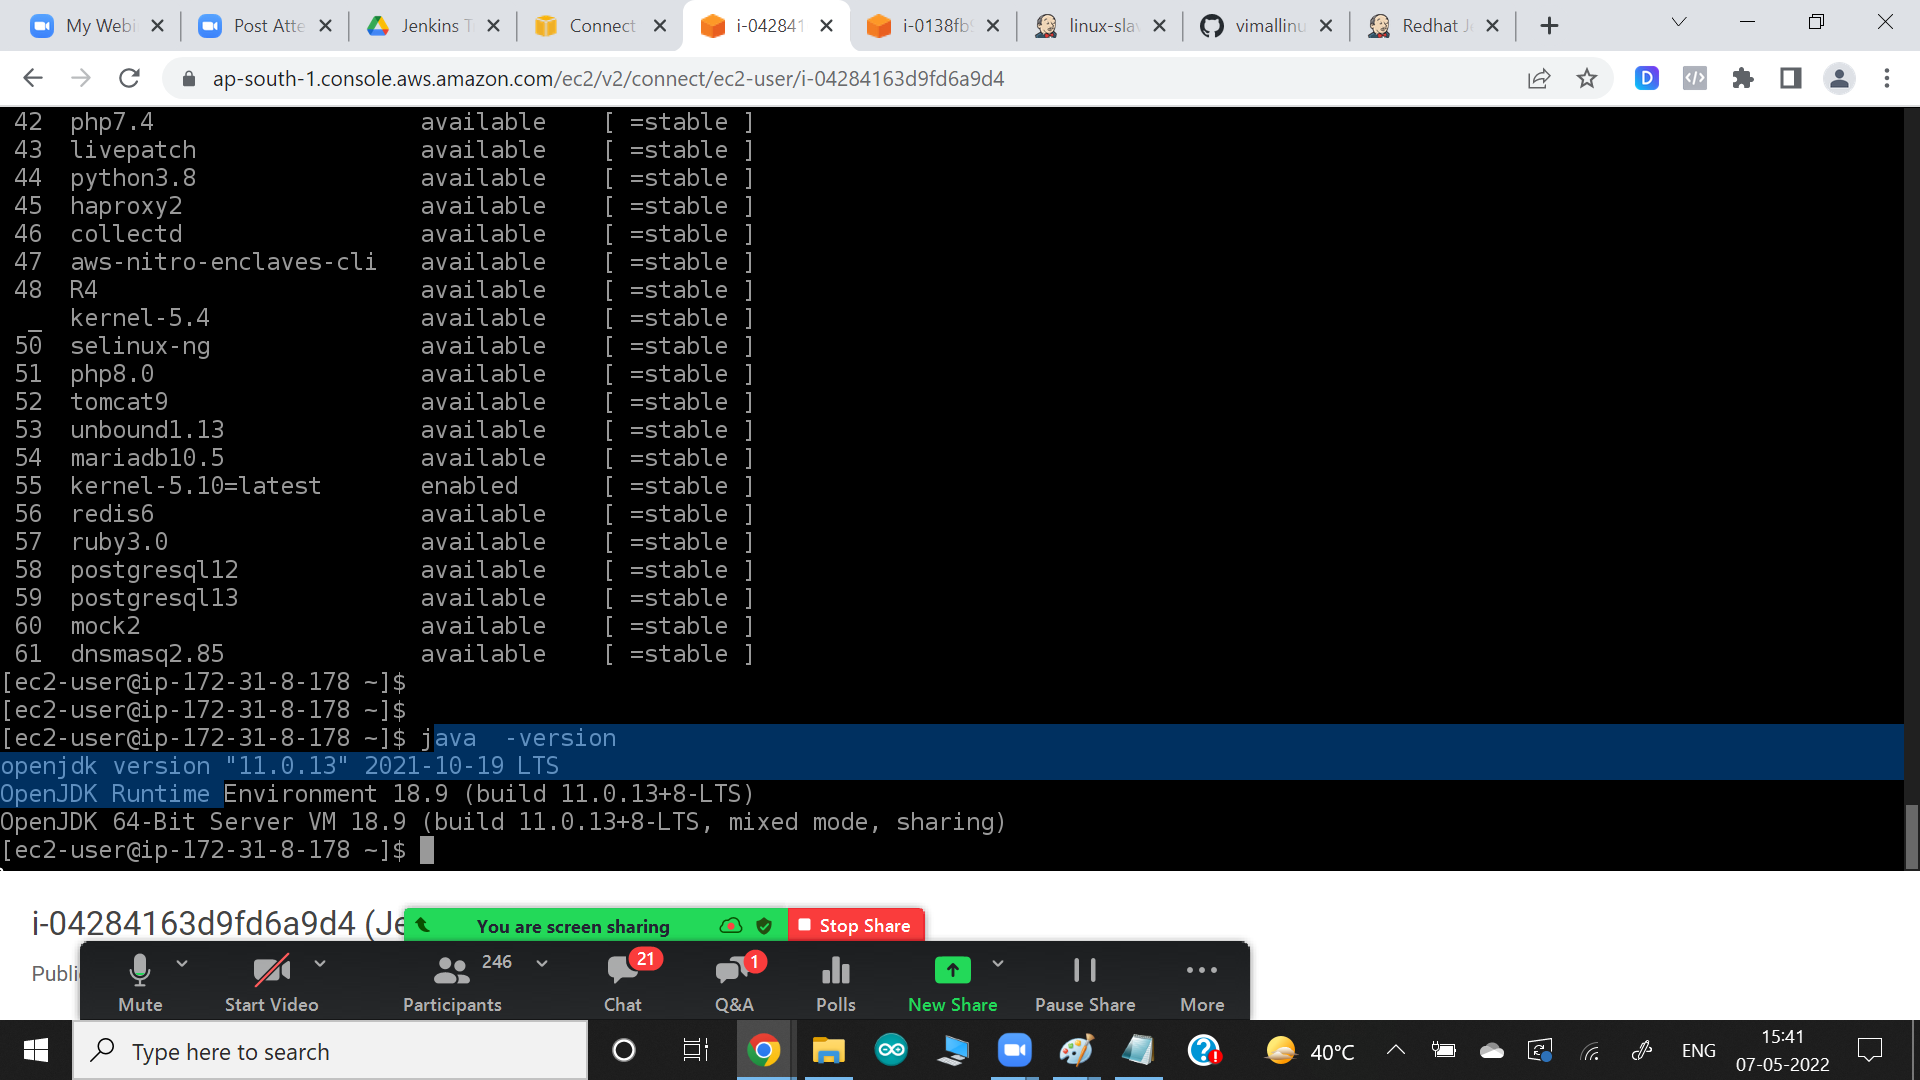 My Webi
Post Atte
Jenkins T
Connect
i-042841
i-0138fb
linux-sla
vimallinu
Redhat J
ap-south-1.console.aws.amazon.com/ec2/v2/connect/ec2-user/i-04284163d9fd6a9d4
42 php7.4 available [ =stable ]
43 livepatch available [ =stable ]
44 python3.8 available [ =stable ]
45 haproxy2 available [ =stable ]
46 collectd available [ =stable ]
47 aws-nitro-enclaves-cli available [ =stable ]
48 R4 available [ =stable ]
_ kernel-5.4 available [ =stable ]
50 selinux-ng available [ =stable ]
51 php8.0 available [ =stable ]
52 tomcat9 available [ =stable ]
53 unbound1.13 available [ =stable ]
54 mariadb10.5 available [ =stable ]
55 kernel-5.10=latest enabled [ =stable ]
56 redis6 available [ =stable ]
57 ruby3.0 available [ =stable ]
58 postgresql12 available [ =stable ]
59 postgresql13 available [ =stable ]
60 mock2 available [ =stable ]
61 dnsmasq2.85 available [ =stable ]
[ec2-user@ip-172-31-8-178 ~]$
[ec2-user@ip-172-31-8-178 ~]$
[ec2-user@ip-172-31-8-178 ~]$ java  -version
openjdk version "11.0.13" 2021-10-19 LTS
OpenJDK Runtime Environment 18.9 (build 11.0.13+8-LTS)
OpenJDK 64-Bit Server VM 18.9 (build 11.0.13+8-LTS, mixed mode, sharing)
[ec2-user@ip-172-31-8-178 ~]$
i-04284163d9fd6a9d4 (Je
You are screen sharing
Stop Share
Publi
Mute
Start Video
246
Participants
21
Chat
1
Q&A
Polls
New Share
Pause Share
More
Type here to search
40°C
ENG
15:41
07-05-2022